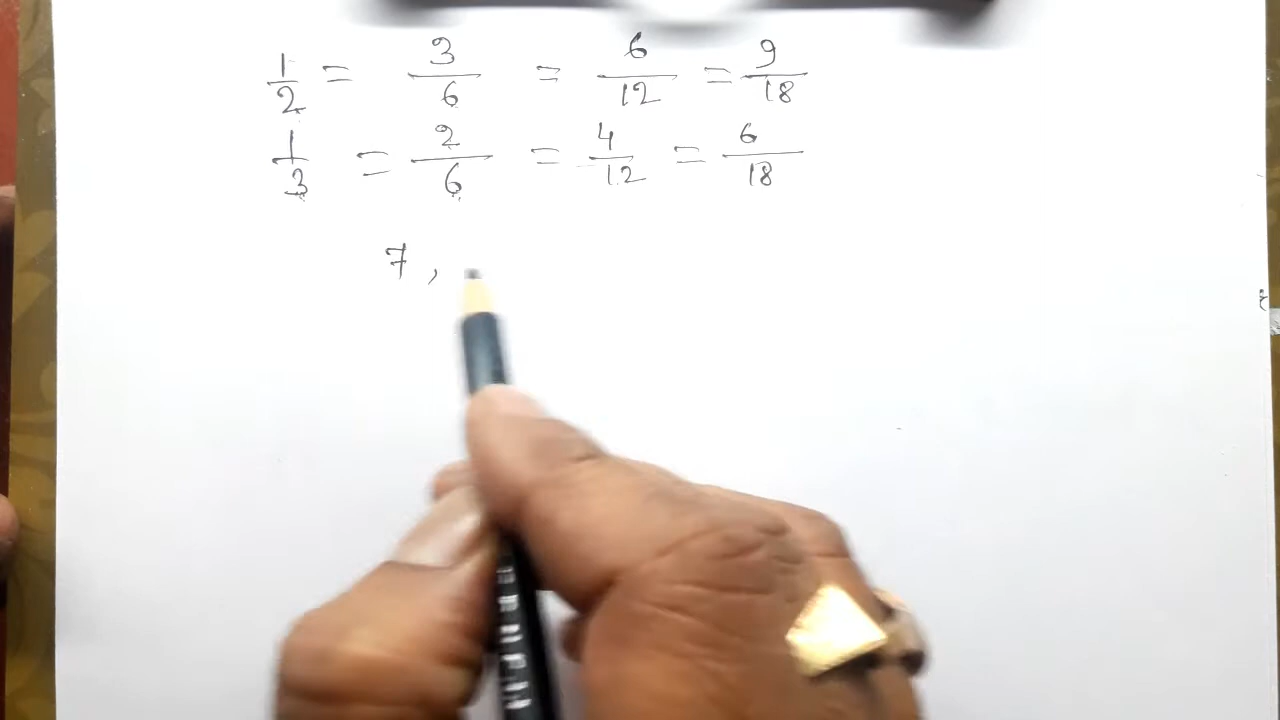 1/2 = 3/6 = 6/12 = 9/18
1/3 = 2/6 = 4/12 = 6/18
7 ,